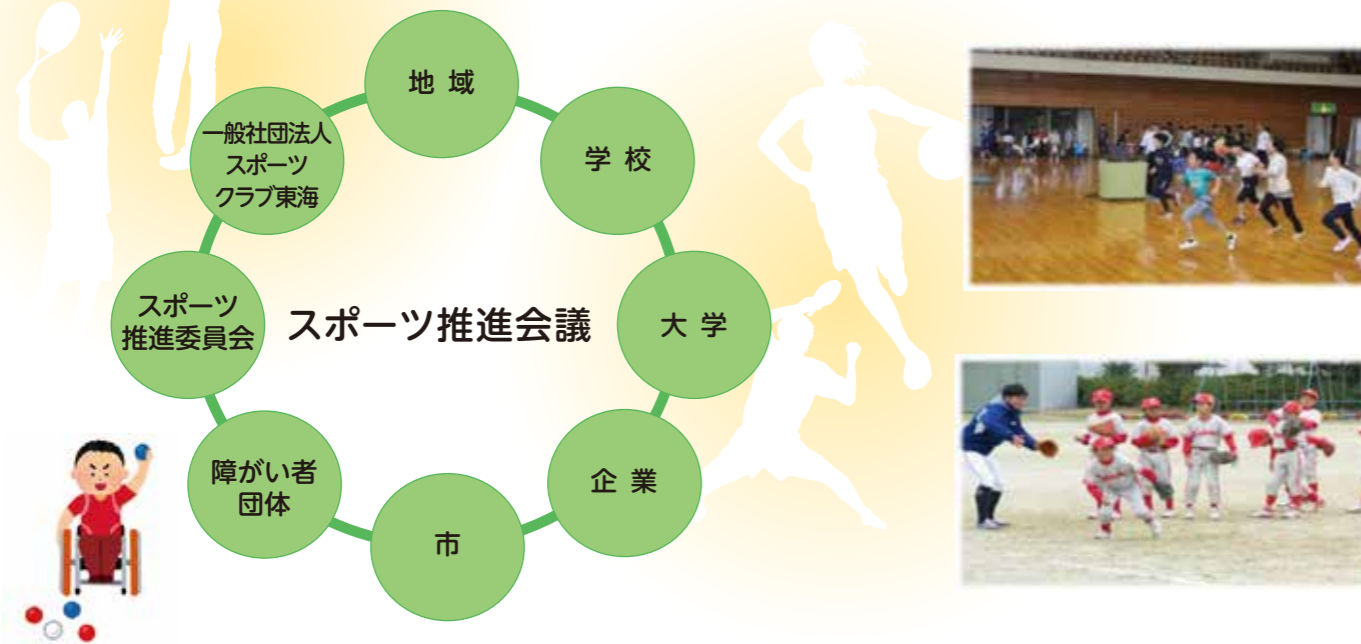 地域
学校
大学
企業
市
障がい者
団体
スポーツ
推進委員会
一般社団法人
スポーツ
クラブ東海
スポーツ推進会議